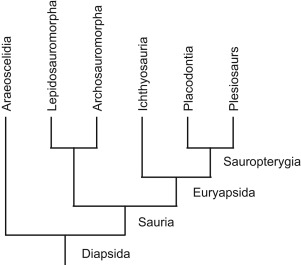 Araeoscelidia
Lepidosauromorpha
Archosauromorpha
Ichthyosauria
Placodontia
Plesiosaurs
Sauropterygia
Euryapsida
Sauria
Diapsida